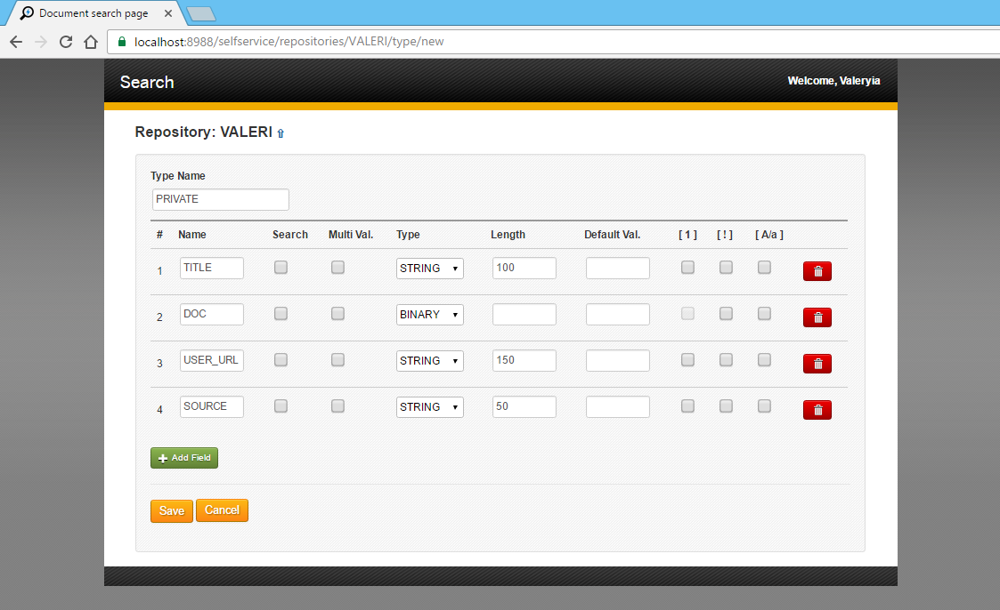 Document search page
localhost:8988/selfservice/repositories/VALERI/type/new
Search
Welcome, Valeryia
Repository: VALERI
Type Name
PRIVATE
# Name Search Multi Val. Type Length Default Val. [ 1 ] [ ! ] [ A/a ]
1 TITLE STRING 100
2 DOC BINARY
3 USER_URL STRING 150
4 SOURCE STRING 50
Add Field
Save Cancel